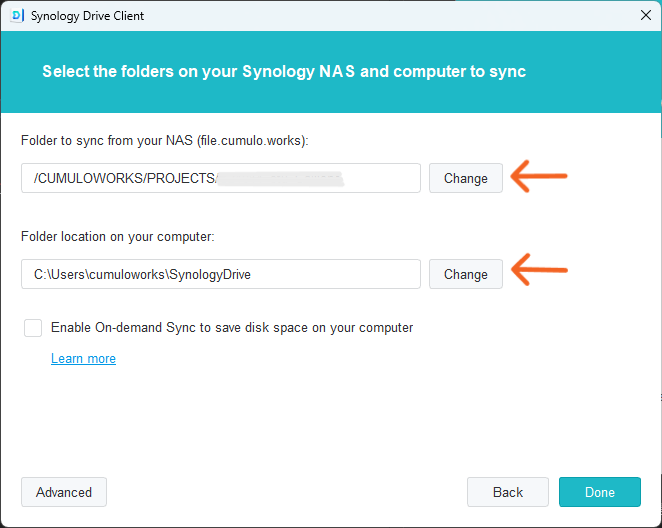 Synology Drive Client
Select the folders on your Synology NAS and computer to sync
Folder to sync from your NAS (file.cumulo.works):
/CUMULOWORKS/PROJECTS/
Change
Folder location on your computer:
C:\Users\cumuloworks\SynologyDrive
Change
Enable On-demand Sync to save disk space on your computer
Learn more
Advanced
Back
Done